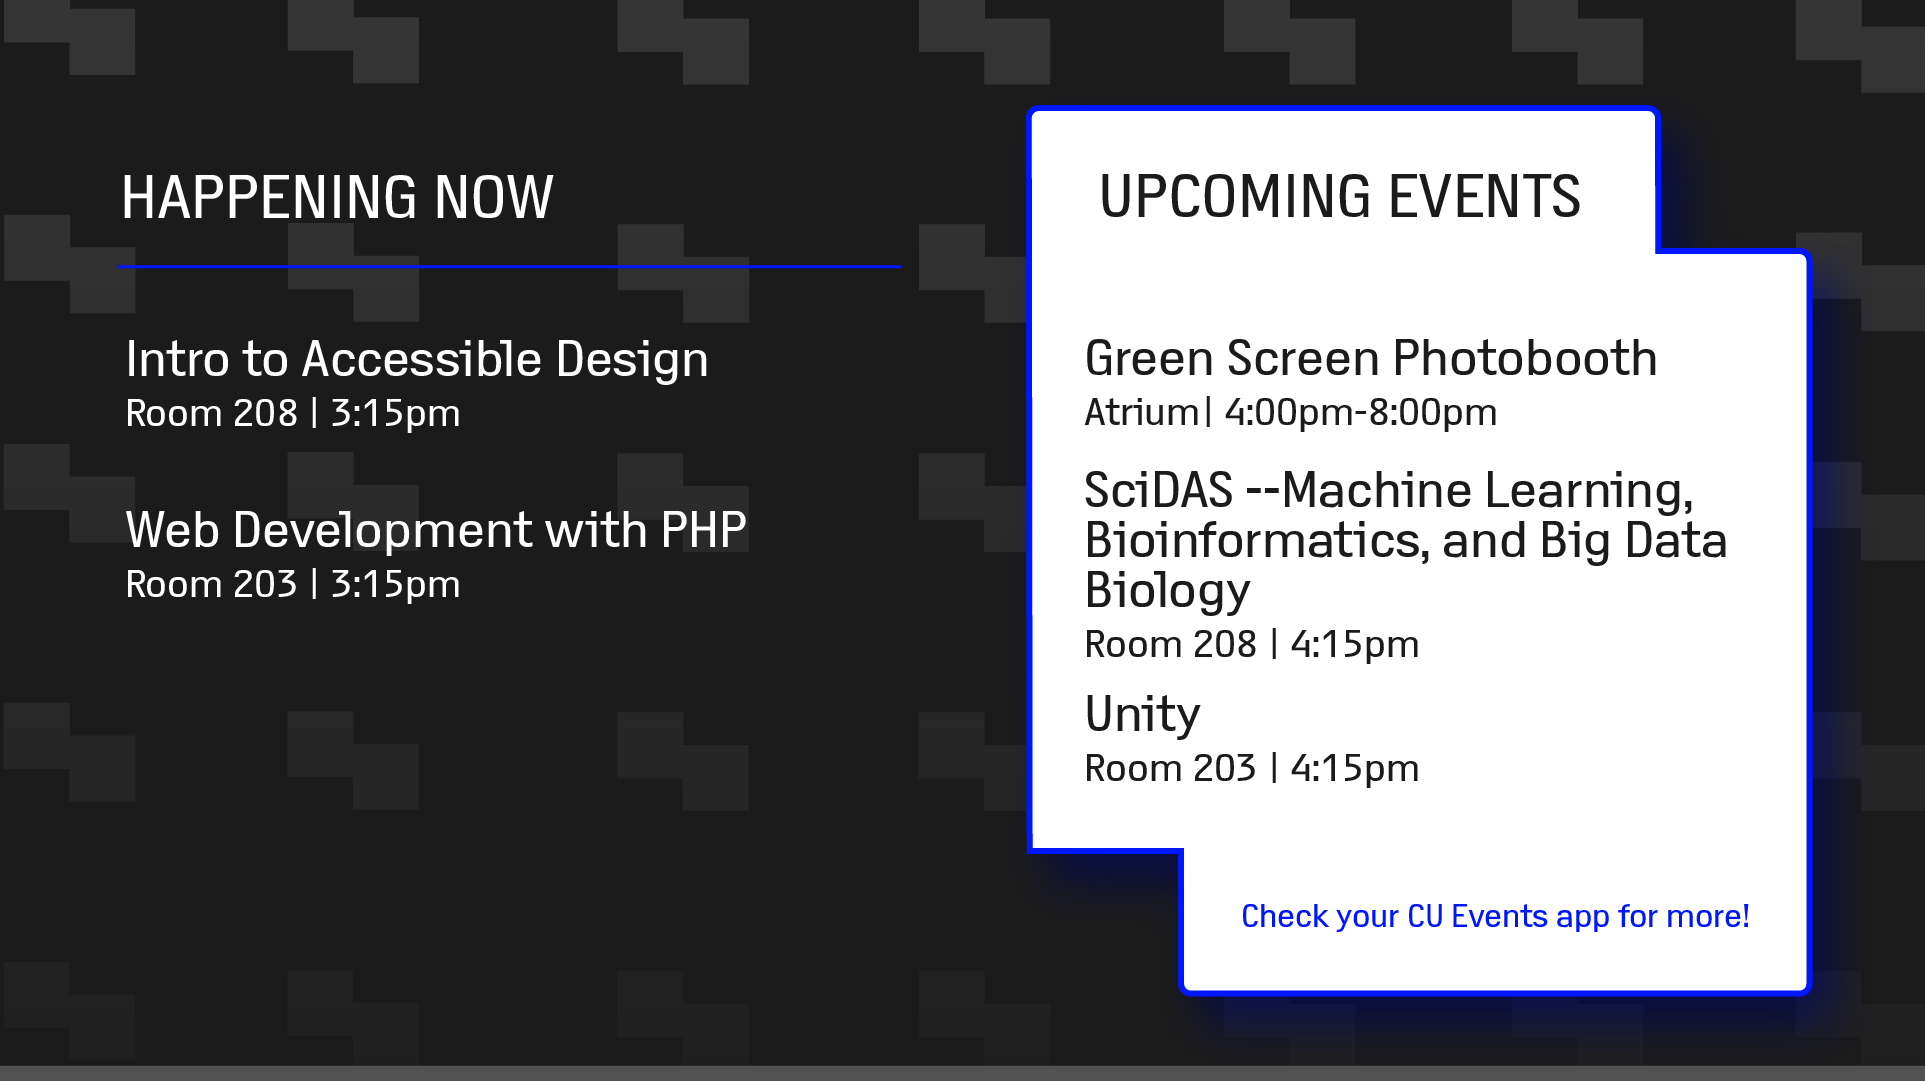 HAPPENING NOW
Intro to Accessible Design
Room 208 | 3:15pm
Web Development with PHP
Room 203 | 3:15pm
UPCOMING EVENTS
Green Screen Photobooth
Atrium| 4:00pm-8:00pm
SciDAS --Machine Learning,
Bioinformatics, and Big Data
Biology
Room 208 | 4:15pm
Unity
Room 203 | 4:15pm
Check your CU Events app for more!